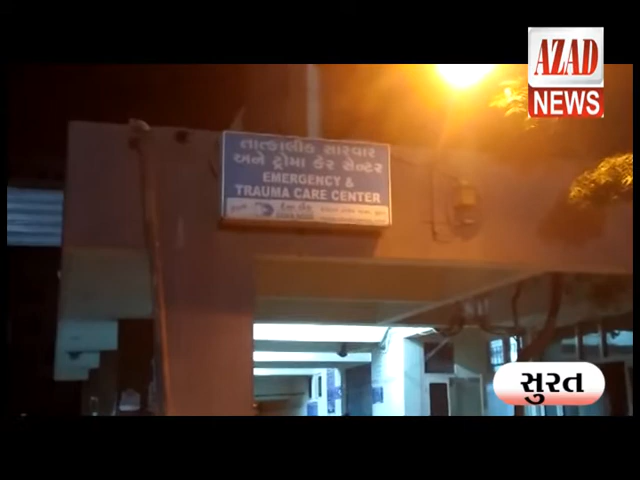 AZAD
NEWS
તાત્કાલીક સારવાર
અને ટ્રોમા કેર સેન્ટર
EMERGENCY &
TRAUMA CARE CENTER
સુરત